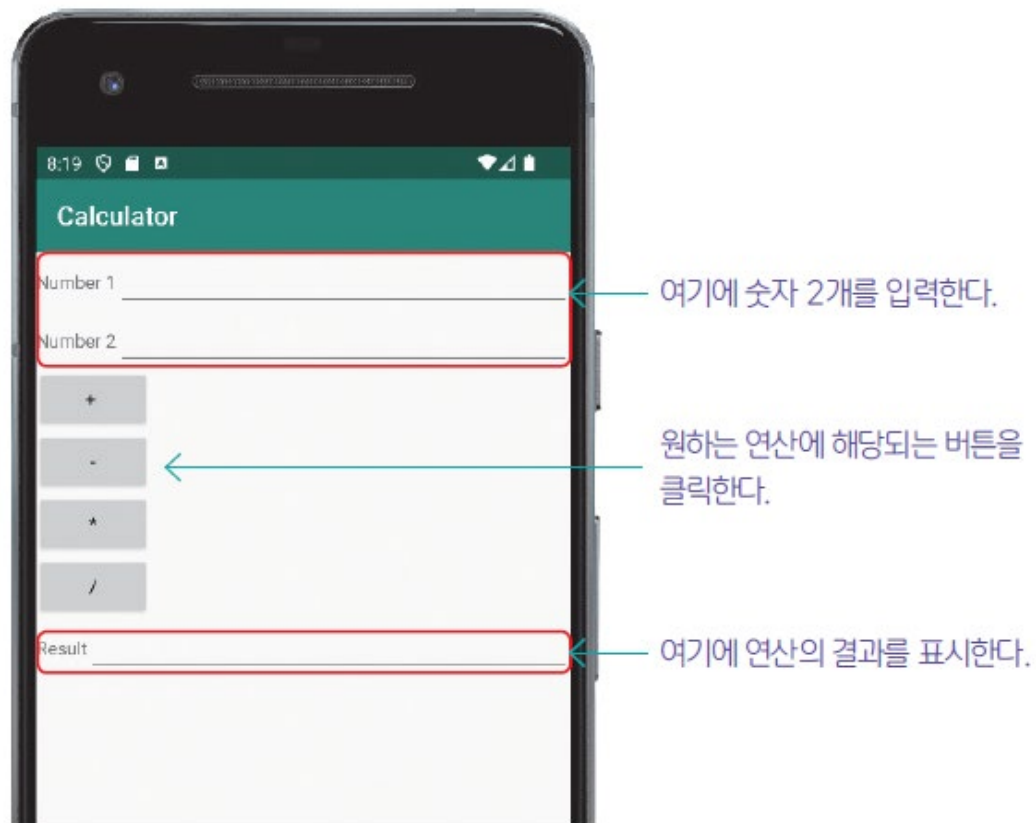 8:19
Calculator
Number 1
여기에 숫자 2개를 입력한다.
Number 2
+
-
원하는 연산에 해당되는 버튼을
클릭한다.
*
/
Result
여기에 연산의 결과를 표시한다.